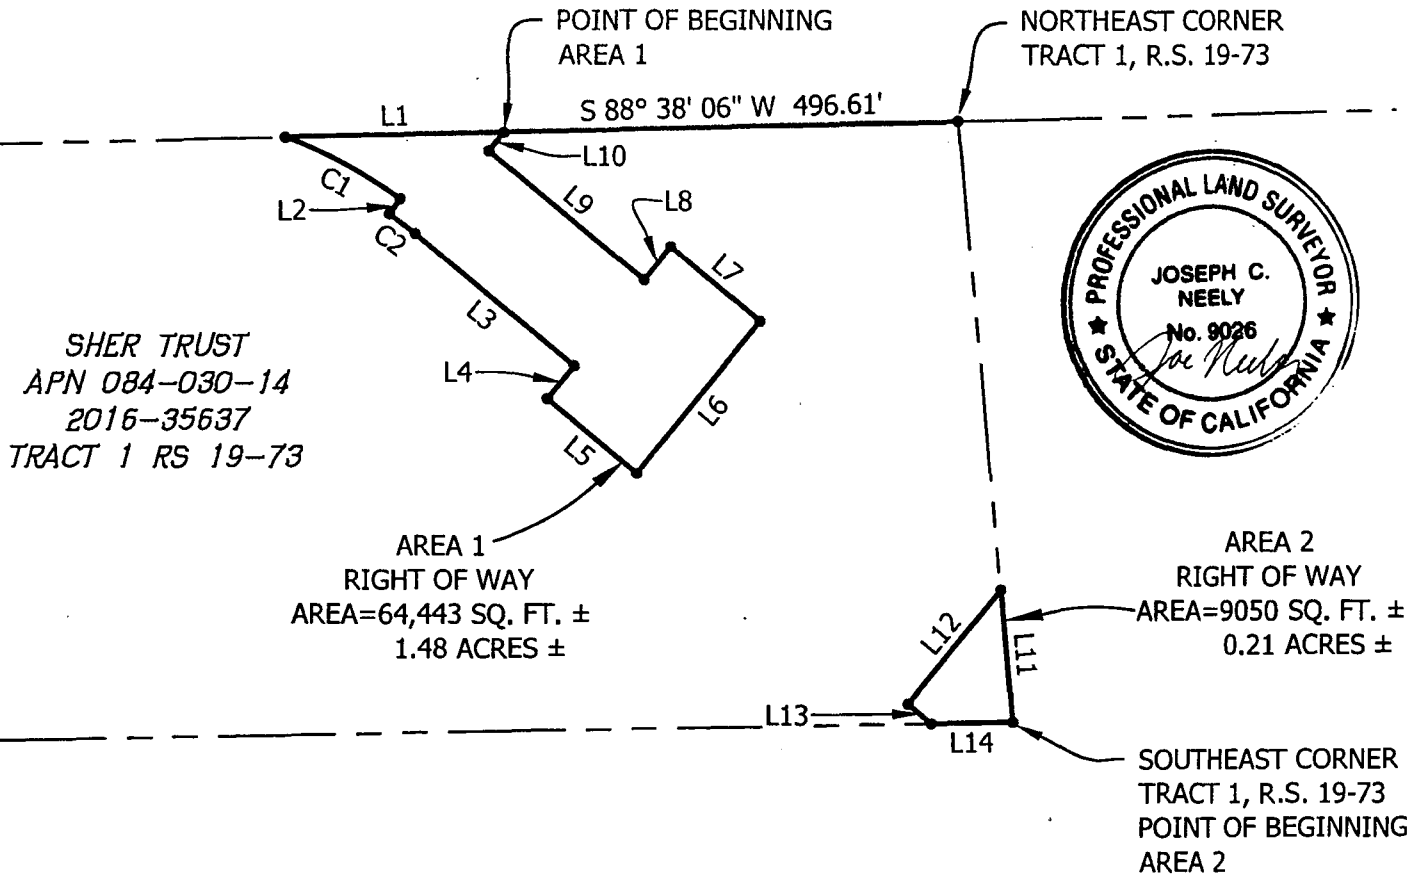 POINT OF BEGINNING
AREA 1
NORTHEAST CORNER
TRACT 1, R.S. 19-73
L1
S 88° 38' 06" W 496.61'
L10
C1
L2
C2
L9
L8
L7
L3
L4
L5
L6
PROFESSIONAL LAND SURVEYOR
JOSEPH C.
NEELY
No. 9026
STATE OF CALIFORNIA
SHER TRUST
APN 084-030-14
2016-35637
TRACT 1 RS 19-73
AREA 1
RIGHT OF WAY
AREA=64,443 SQ. FT. ±
1.48 ACRES ±
AREA 2
RIGHT OF WAY
AREA=9050 SQ. FT. ±
0.21 ACRES ±
L12
L11
L13
L14
SOUTHEAST CORNER
TRACT 1, R.S. 19-73
POINT OF BEGINNING
AREA 2